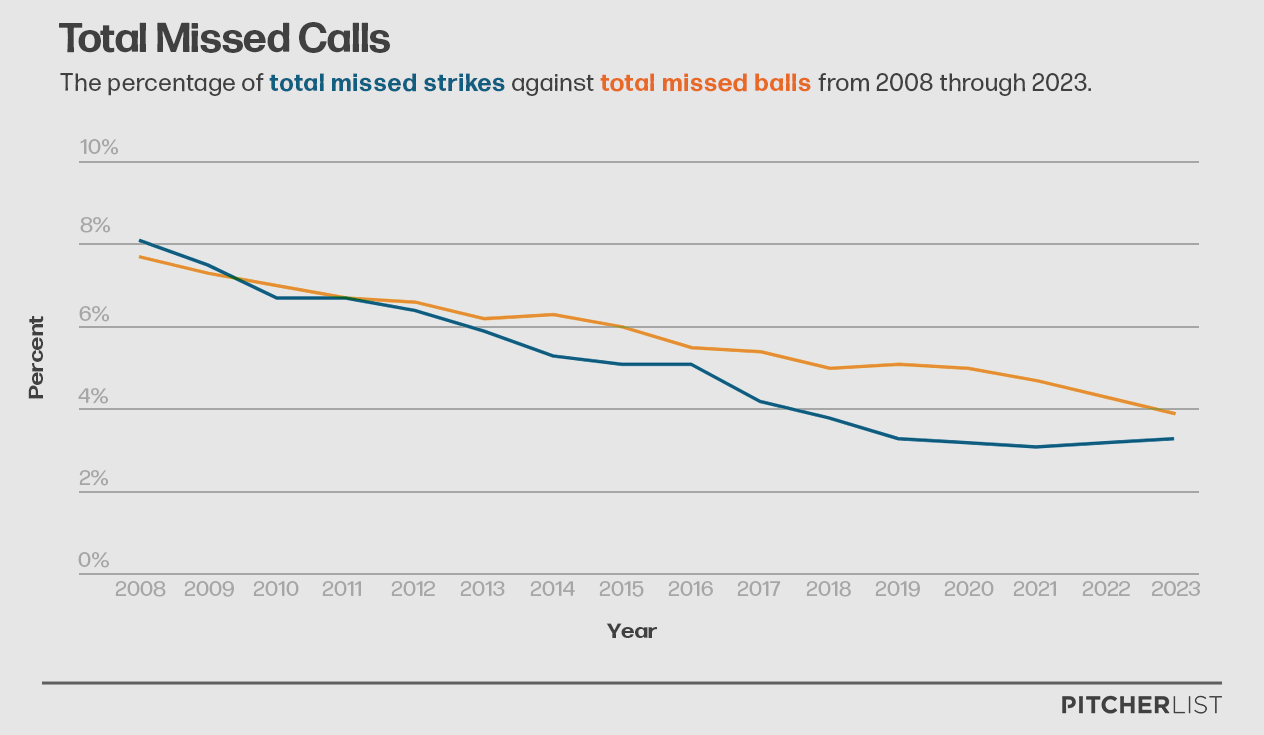 Total Missed Calls
The percentage of total missed strikes against total missed balls from 2008 through 2023.
10%
8%
6%
4%
2%
0%
Percent
2008 2009 2010 2011 2012 2013 2014 2015 2016 2017 2018 2019 2020 2021 2022 2023
Year
PITCHERLIST